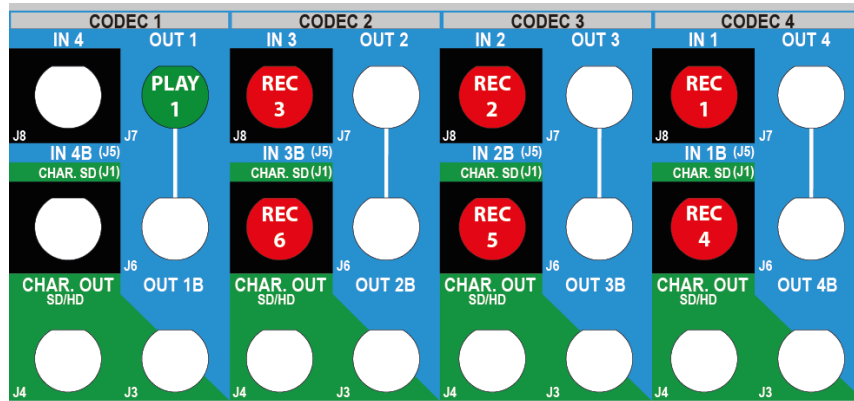 CODEC 1 CODEC 2 CODEC 3 CODEC 4
IN 4 OUT 1 IN 3 OUT 2 IN 2 OUT 3 IN 1 OUT 4
PLAY REC REC REC
1 3 2 1
J8 J7 J8 J7 J8 J7 J8 J7
IN 4B (J5) IN 3B (J5) IN 2B (J5) IN 1B (J5)
CHAR. SD (J1) CHAR. SD (J1) CHAR. SD (J1) CHAR. SD (J1)
REC REC REC
6 5 4
J6 J6 J6 J6
CHAR. OUT OUT 1B CHAR. OUT OUT 2B CHAR. OUT OUT 3B CHAR. OUT OUT 4B
SD/HD SD/HD SD/HD SD/HD
J4 J3 J4 J3 J4 J3 J4 J3